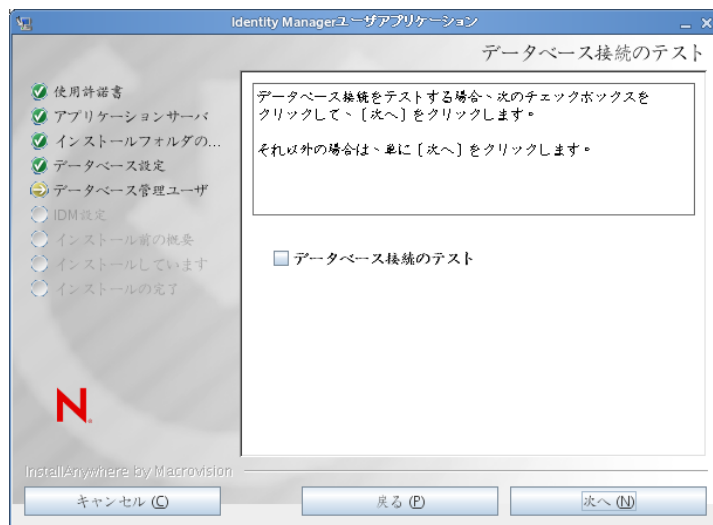 Identity Managerユーザアプリケーション
データベース接続のテスト
使用許諾書
アプリケーションサーバ
インストールフォルダの...
データベース設定
データベース管理ユーザ
IDM設定
インストール前の概要
インストールしています
インストールの完了
データベース接続をテストする場合、次のチェックボックスを
クリックして、[次へ]をクリックします。
それ以外の場合は、単に[次へ]をクリックします。
データベース接続のテスト
N
InstallAnywhere by Macrovision
キャンセル (C)
戻る (P)
次へ (N)